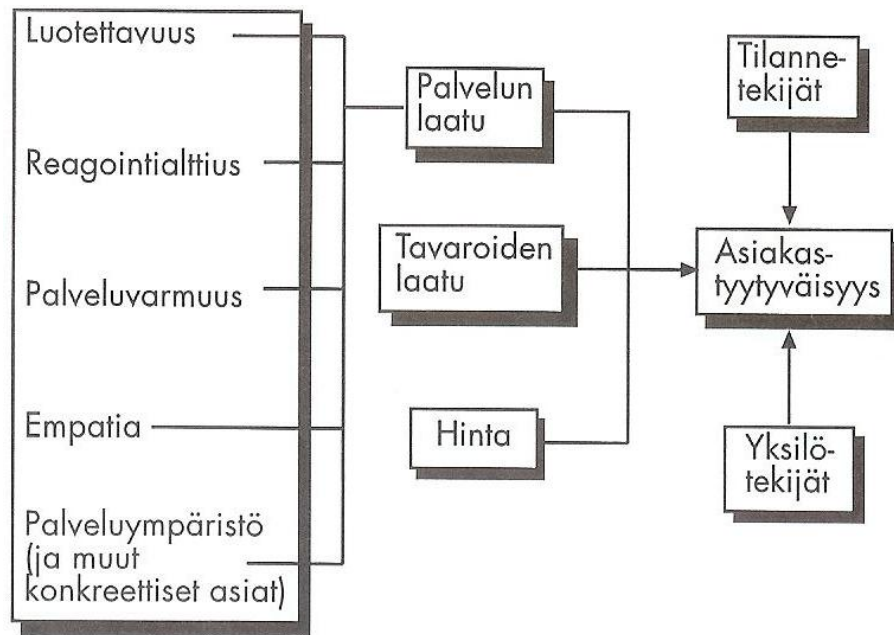 Luotettavuus
Reagointialttius
Palveluvarmuus
Empatia
Palveluympäristö
(ja muut
konkreettiset asiat)
Palvelun
laatu
Tavaroiden
laatu
Hinta
Tilanne-
tekijät
Asiakas-
tyytyväisyys
Yksilö-
tekijät